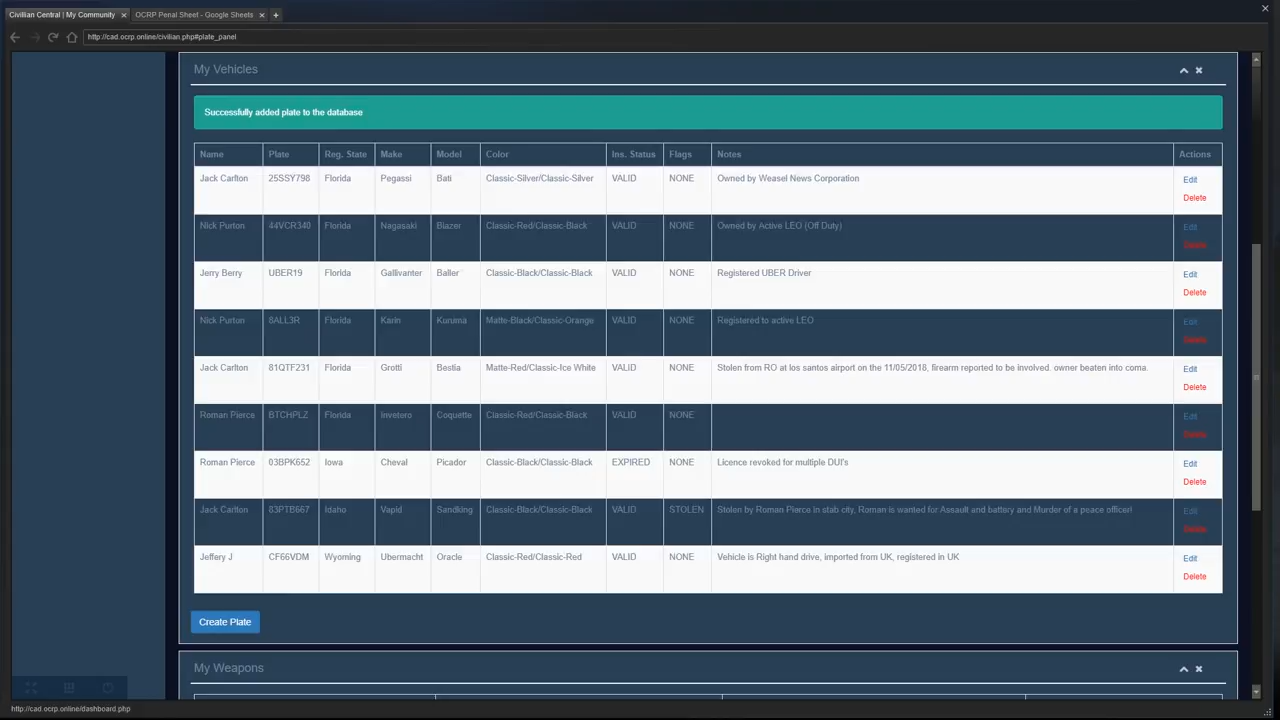 Civillian Central | My Community
OCRP Penal Sheet - Google Sheets
http://cad.ocrp.online/civilian.php#plate_panel
My Vehicles
Successfully added plate to the database
Name Plate Reg. State Make Model Color Ins. Status Flags Notes Actions
Jack Carlton 25SSY798 Florida Pegassi Bati Classic-Silver/Classic-Silver VALID NONE Owned by Weasel News Corporation Edit
Delete
Nick Purton 44VCR340 Florida Nagasaki Blazer Classic-Red/Classic-Black VALID NONE Owned by Active LEO (Off Duty) Edit
Delete
Jerry Berry UBER19 Florida Gallivanter Baller Classic-Black/Classic-Black VALID NONE Registered UBER Driver Edit
Delete
Nick Purton 8ALL3R Florida Karin Kuruma Matte-Black/Classic-Orange VALID NONE Registered to active LEO Edit
Delete
Jack Carlton 81QTF231 Florida Grotti Bestia Matte-Red/Classic-Ice White VALID NONE Stolen from RO at los santos airport on the 11/05/2018, firearm reported to be involved. owner beaten into coma. Edit
Delete
Roman Pierce BTCHPLZ Florida Invetero Coquette Classic-Red/Classic-Black VALID NONE Edit
Delete
Roman Pierce 03BPK652 Iowa Cheval Picador Classic-Black/Classic-Black EXPIRED NONE Licence revoked for multiple DUI's Edit
Delete
Jack Carlton 83PTB667 Idaho Vapid Sandking Classic-Black/Classic-Black VALID STOLEN Stolen by Roman Pierce in stab city, Roman is wanted for Assault and battery and Murder of a peace officer! Edit
Delete
Jeffery J CF66VDM Wyoming Ubermacht Oracle Classic-Red/Classic-Red VALID NONE Vehicle is Right hand drive, imported from UK, registered in UK Edit
Delete
Create Plate
My Weapons
http://cad.ocrp.online/dashboard.php